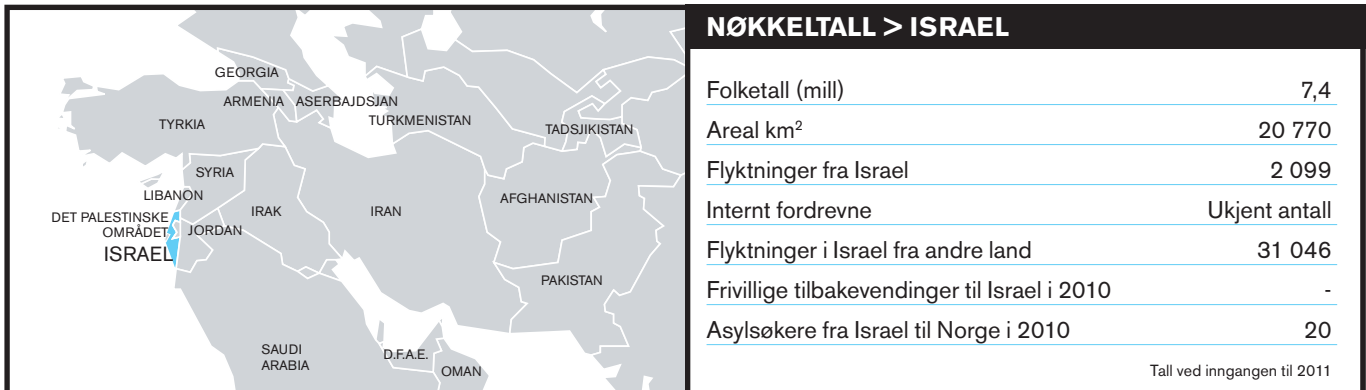 GEORGIA
ARMENIA ASERBAJDSJAN
TYRKIA
TURKMENISTAN
TADSJIKISTAN
SYRIA
LIBANON
AFGHANISTAN
DET PALESTINSKE
OMRÅDET
IRAK
IRAN
JORDAN
ISRAEL
PAKISTAN
SAUDI
ARABIA
D.F.A.E.
OMAN
NØKKELTALL > ISRAEL
Folketall (mill) 7,4
Areal km² 20 770
Flyktninger fra Israel 2 099
Internt fordrevne Ukjent antall
Flyktninger i Israel fra andre land 31 046
Frivillige tilbakevendinger til Israel i 2010 -
Asylsøkere fra Israel til Norge i 2010 20
Tall ved inngangen til 2011